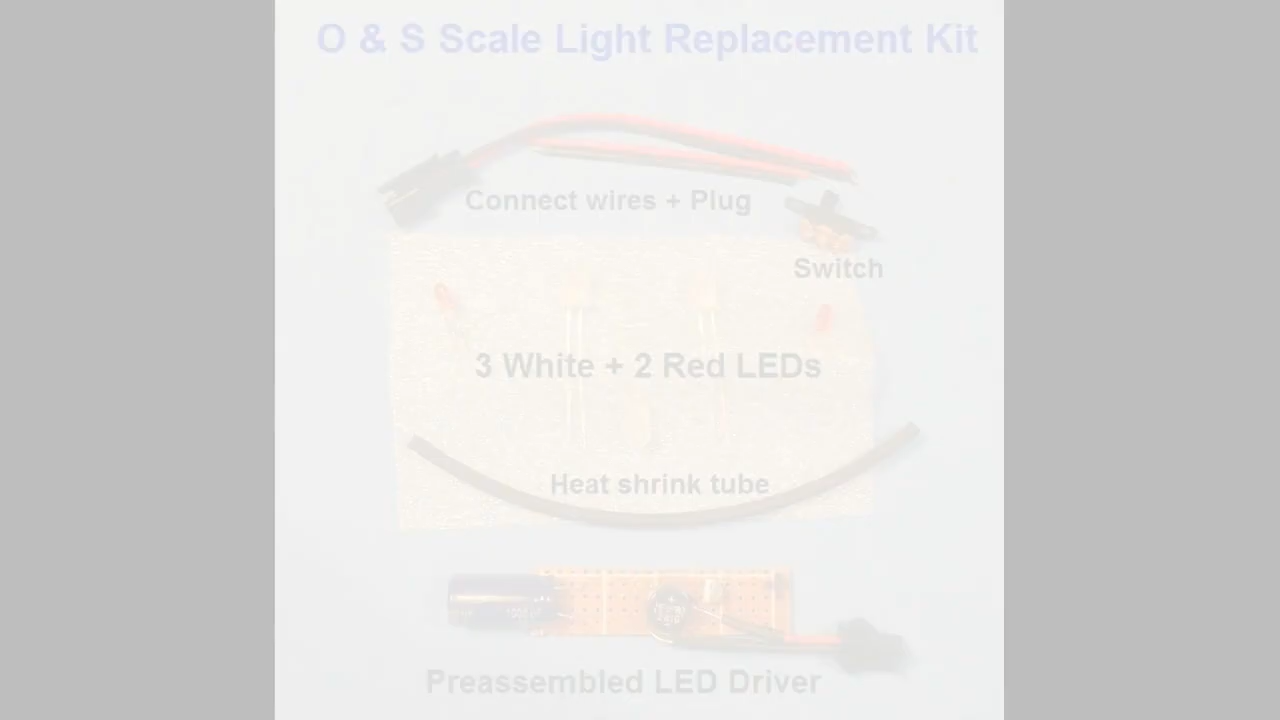 O & S Scale Light Replacement Kit
Connect wires + Plug
Switch
3 White + 2 Red LEDs
Heat shrink tube
Preassembled LED Driver